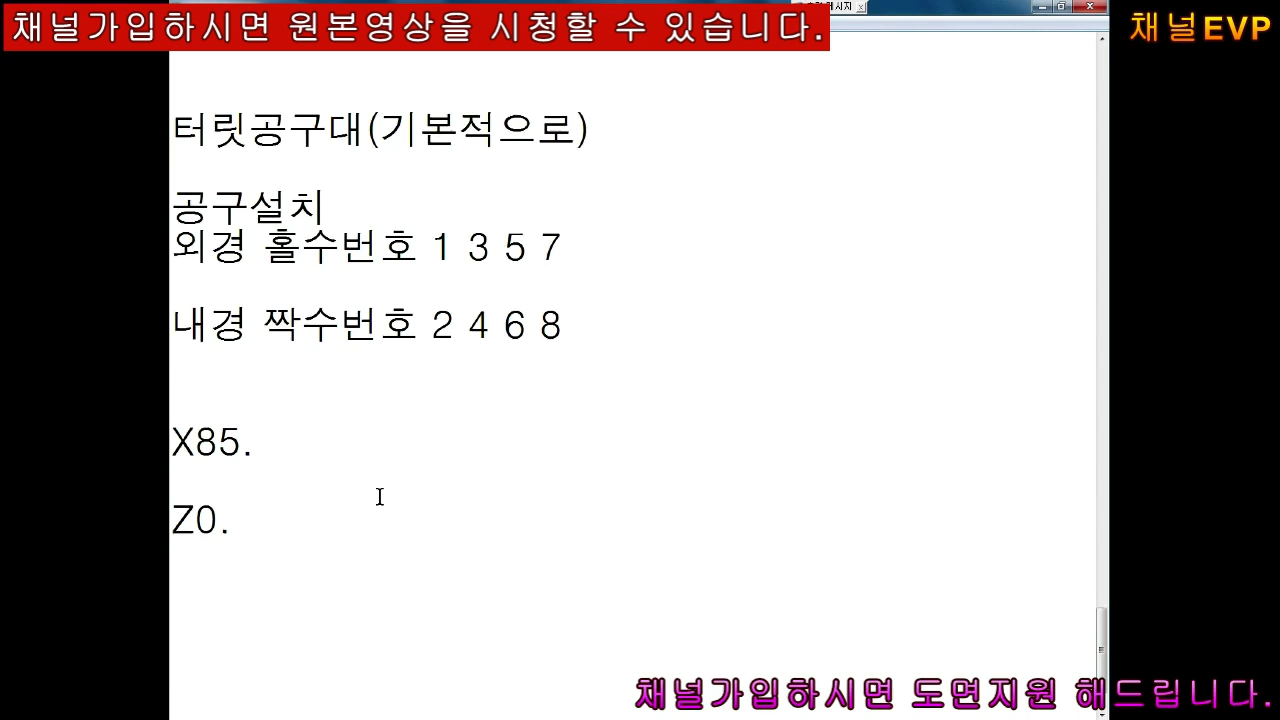 채널가입하시면 원본영상을 시청할 수 있습니다.
채널EVP
터릿공구대(기본적으로)
공구설치
외경 홀수번호 1 3 5 7
내경 짝수번호 2 4 6 8
X85.
Z0.
채널가입하시면 도면지원 해드립니다.